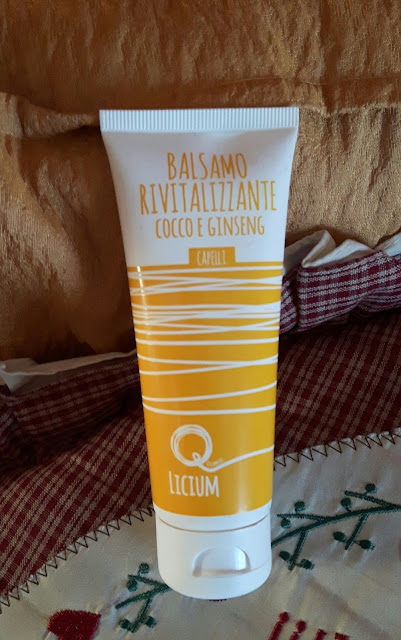 BALSAMO
RIVITALIZZANTE
COCCO E GINSENG
CAPELLI
LICIUM